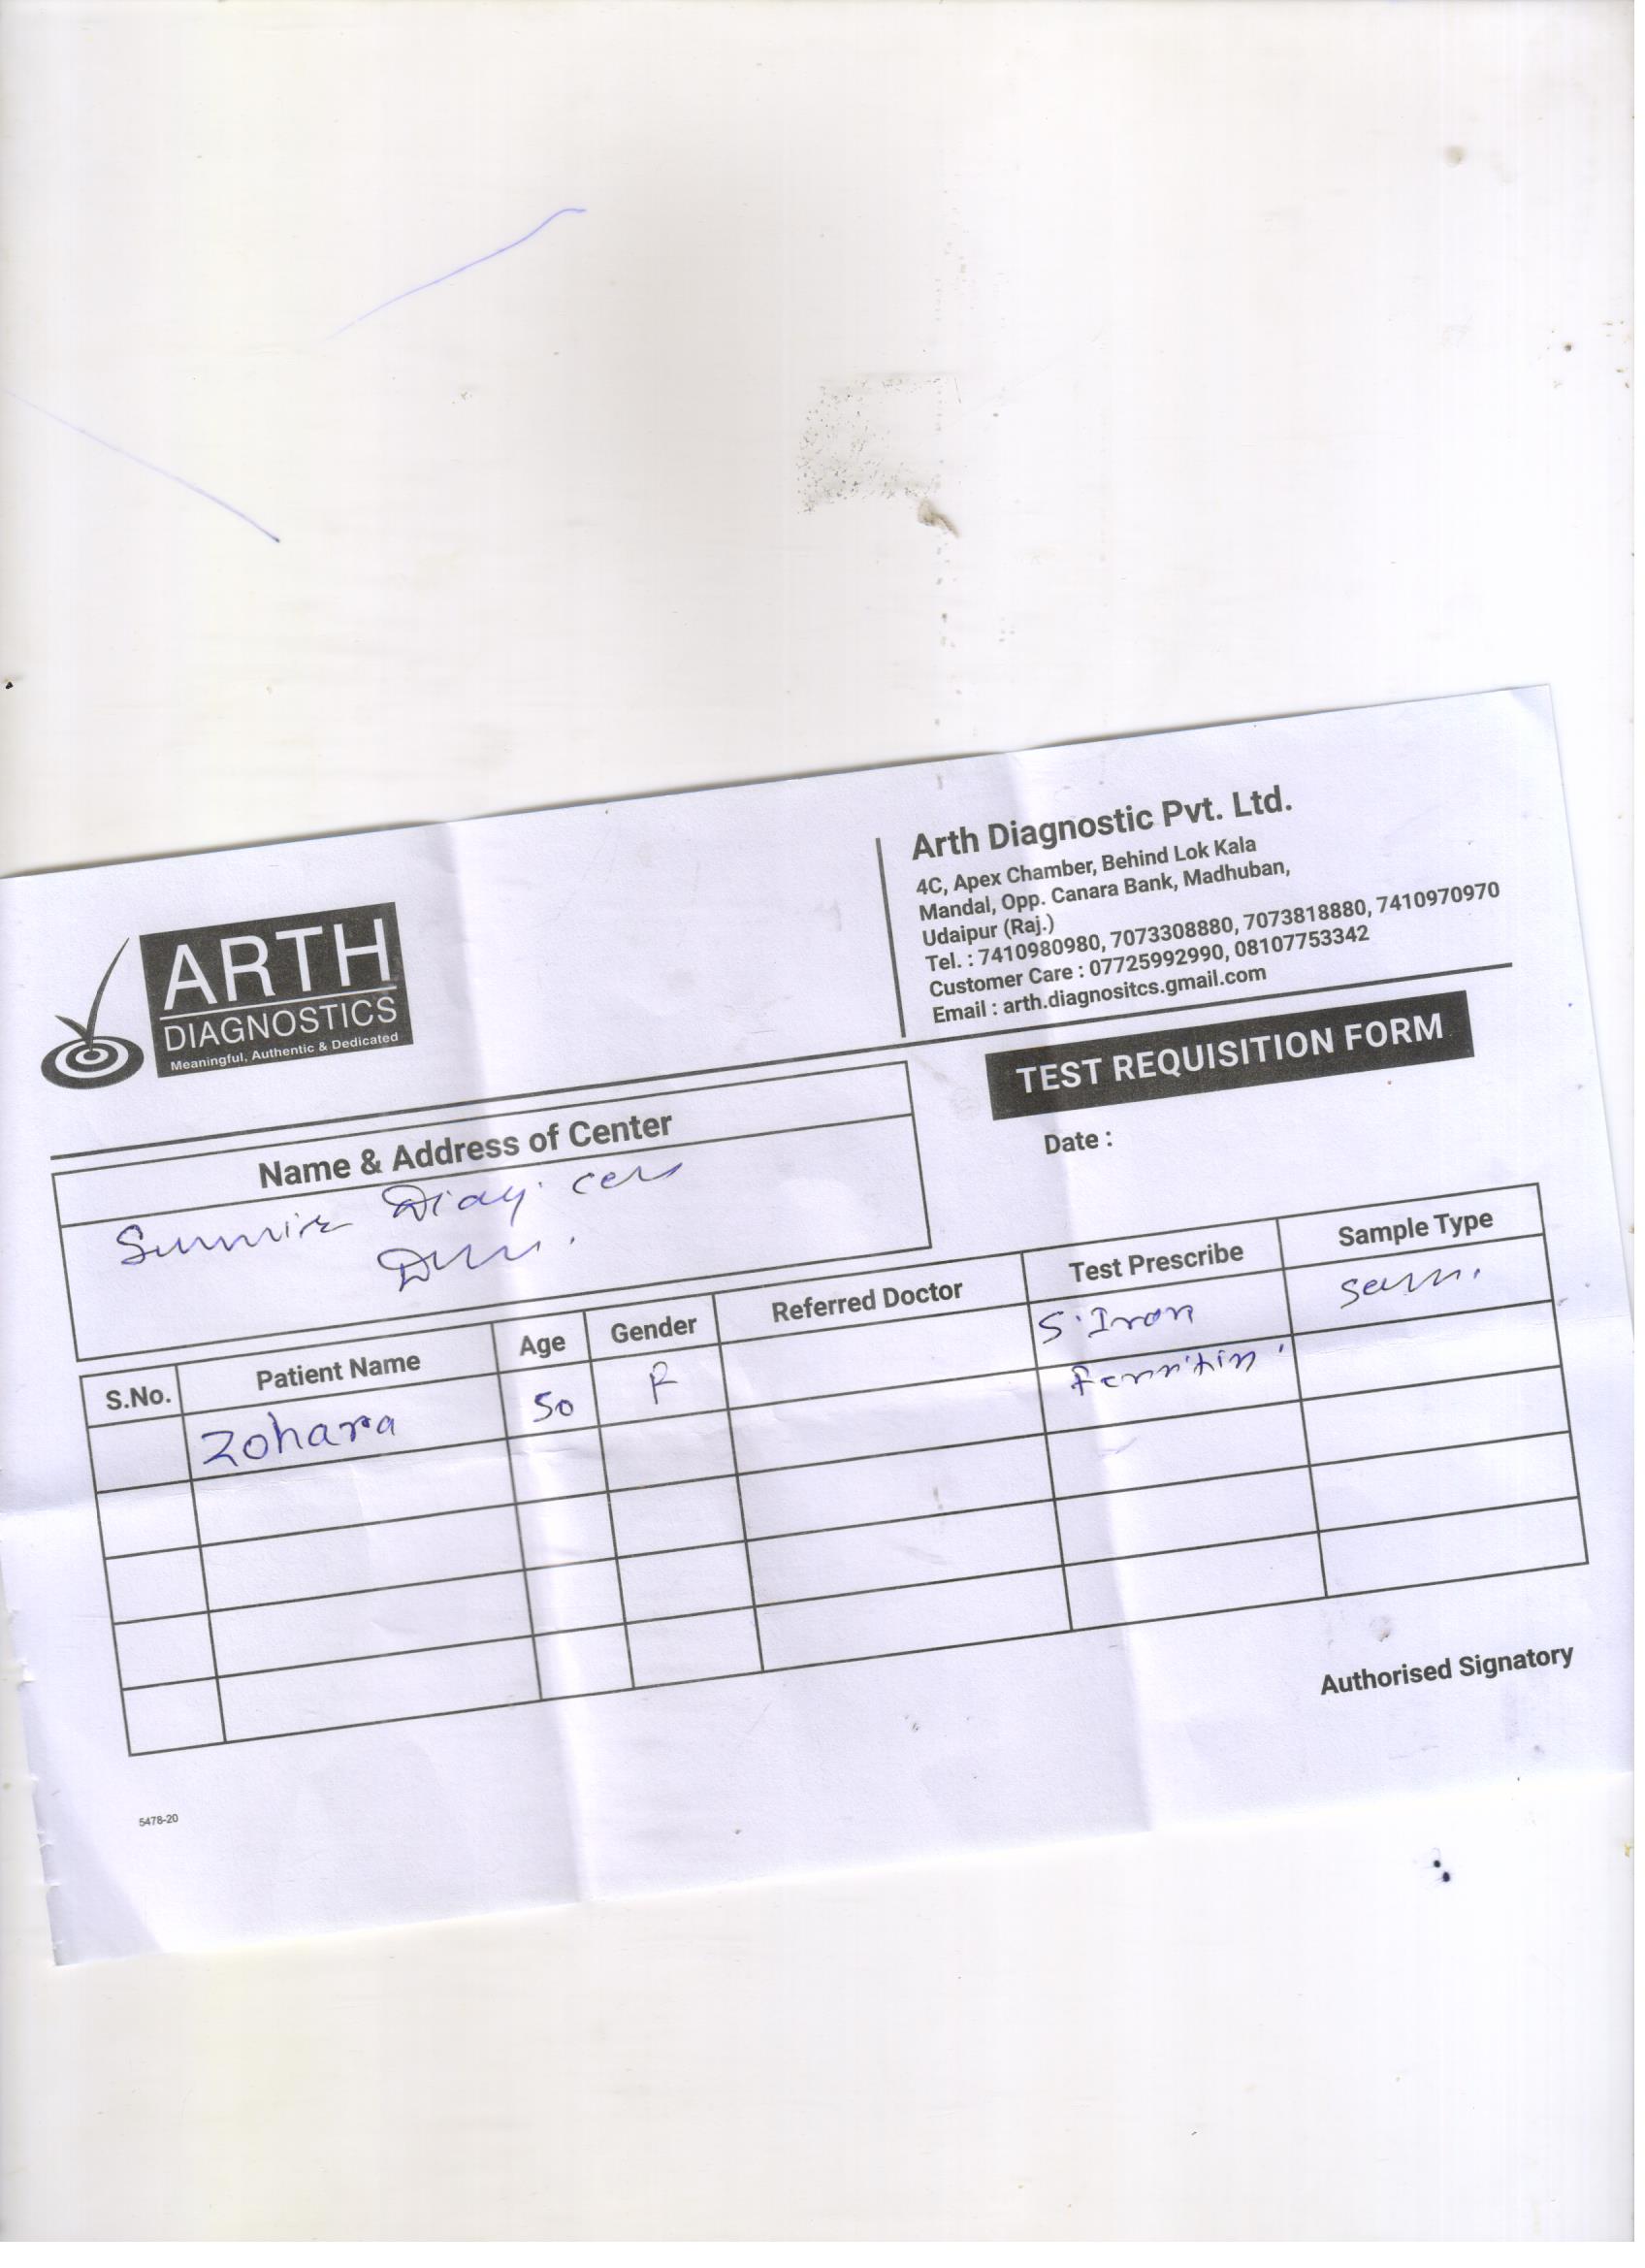 ARTH
DIAGNOSTICS
Meaningful, Authentic & Dedicated
Arth Diagnostic Pvt. Ltd.
4C, Apex Chamber, Behind Lok Kala
Mandal, Opp. Canara Bank, Madhuban,
Udaipur (Raj.)
Tel. : 7410980980, 7073308880, 7073818880, 7410970970
Customer Care : 07725992990, 08107753342
Email : arth.diagnositcs.gmail.com
TEST REQUISITION FORM
Date :
Name & Address of Center
Diag.
S.No. Patient Name Age Gender Referred Doctor Test Prescribe Sample Type
Zohara 50 F S. Iron
Ferritin.
Authorised Signatory
5478-20